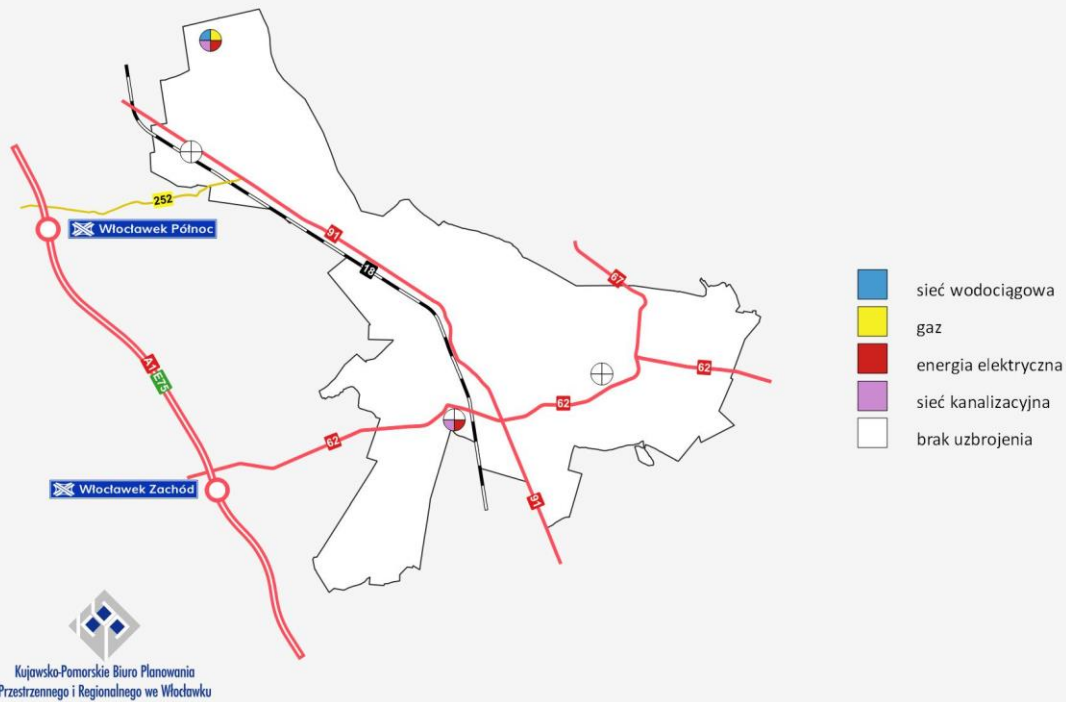 252
Włocławek Północ
91
18
67
A1
E75
62
62
62
Włocławek Zachód
91
sieć wodociągowa
gaz
energia elektryczna
sieć kanalizacyjna
brak uzbrojenia
Kujawsko-Pomorskie Biuro Planowania
Przestrzennego i Regionalnego we Włocławku